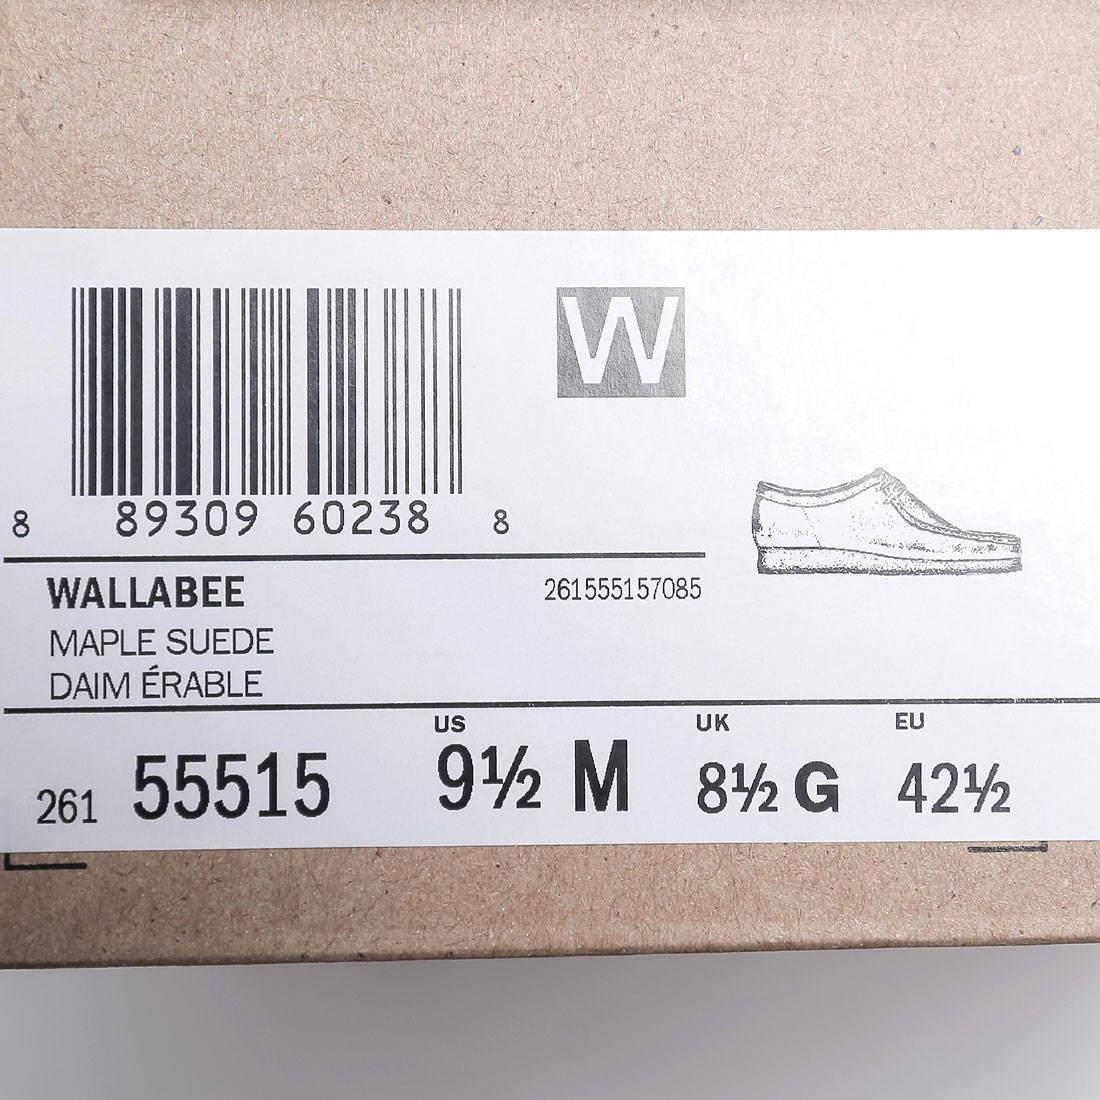 W
8 89309 60238 8
WALLABEE 261555157085
MAPLE SUEDE
DAIM ÉRABLE
US UK EU
261 55515 9½ M 8½ G 42½